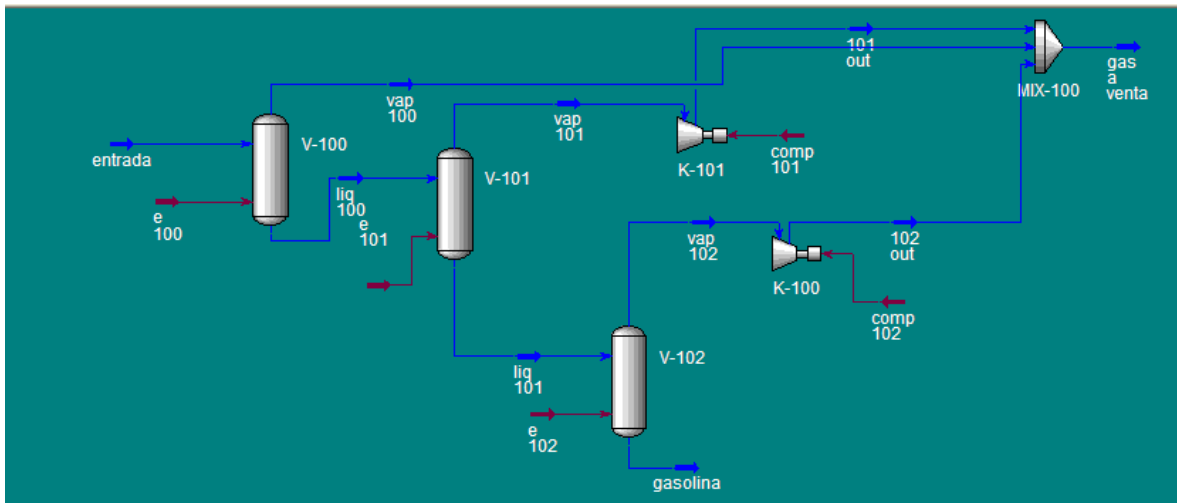 101
out
vap
100
MIX-100
gas
a
venta
vap
101
entrada
V-100
K-101
comp
101
e
100
liq
100
V-101
e
101
vap
102
102
out
K-100
comp
102
liq
101
V-102
e
102
gasolina